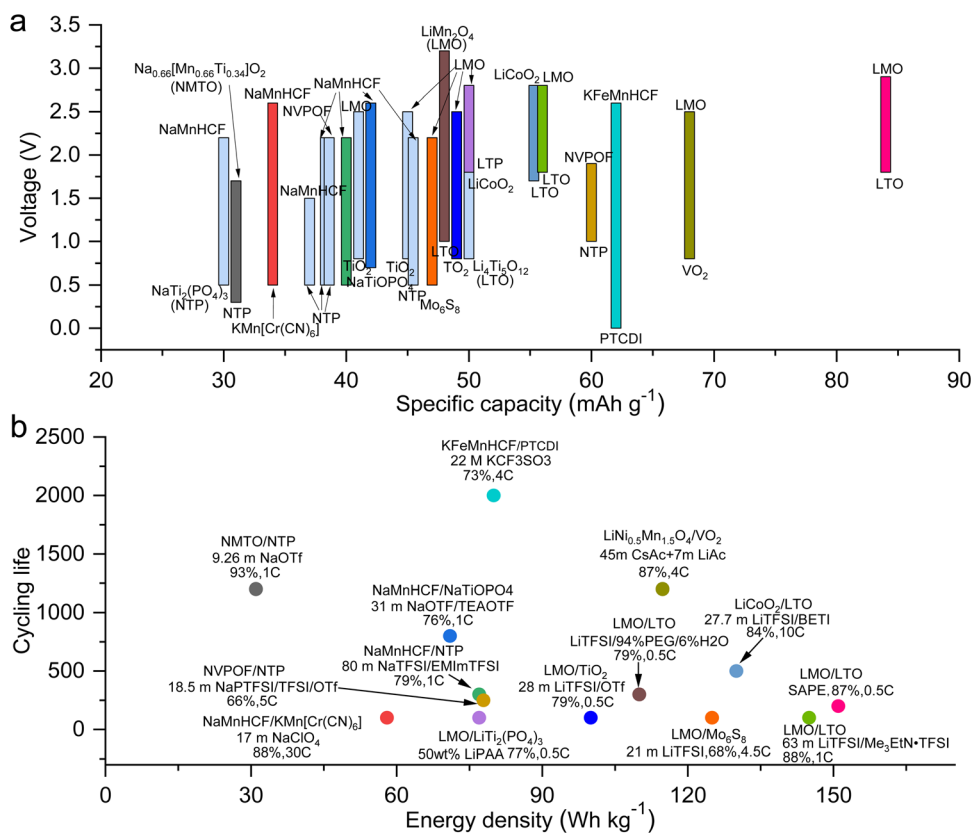 a
3.5
3.0
2.5
2.0
1.5
1.0
0.5
0.0
Voltage (V)
LiMn₂O₄
(LMO)
Na₀.₆₆[Mn₀.₆₆Ti₀.₃₄]O₂
(NMTO)
LMO
LiCoO₂
LMO
LMO
NaMnHCF
NaMnHCF
NVPOF
LMO
KFeMnHCF
LMO
NaMnHCF
NVPOF
NaMnHCF
LTP
LiCoO₂
LTO
LTO
LTO
NaTi₂(PO₄)₃
(NTP)
NTP
KMn[Cr(CN)₆]
NTP
TiO₂
NaTiOPO₄
TiO₂
NTP
Mo₆S₈
LTO
TO₂
Li₄Ti₅O₁₂
(LTO)
NTP
PTCDI
VO₂
20
30
40
50
60
70
80
90
Specific capacity (mAh g⁻¹)
b
2500
2000
1500
1000
500
0
Cycling life
KFeMnHCF/PTCDI
22 M KCF3SO3
73%,4C
NMTO/NTP
9.26 m NaOTf
93%,1C
LiNi₀.₅Mn₁.₅O₄/VO₂
45m CsAc+7m LiAc
87%,4C
NaMnHCF/NaTiOPO4
31 m NaOTF/TEAOTF
76%,1C
LiCoO₂/LTO
27.7 m LiTFSI/BETI
84%,10C
LMO/LTO
LiTFSI/94%PEG/6%H2O
79%,0.5C
NaMnHCF/NTP
80 m NaTFSI/EMImTFSI
79%,1C
NVPOF/NTP
18.5 m NaPTFSI/TFSI/OTf
66%,5C
LMO/TiO₂
28 m LiTFSI/OTf
79%,0.5C
LMO/LTO
SAPE,87%,0.5C
NaMnHCF/KMn[Cr(CN)₆]
17 m NaClO₄
88%,30C
LMO/LiTi₂(PO₄)₃
50wt% LiPAA 77%,0.5C
LMO/Mo₆S₈
21 m LiTFSI,68%,4.5C
LMO/LTO
63 m LiTFSI/Me₃EtN•TFSI
88%,1C
0
30
60
90
120
150
Energy density (Wh kg⁻¹)